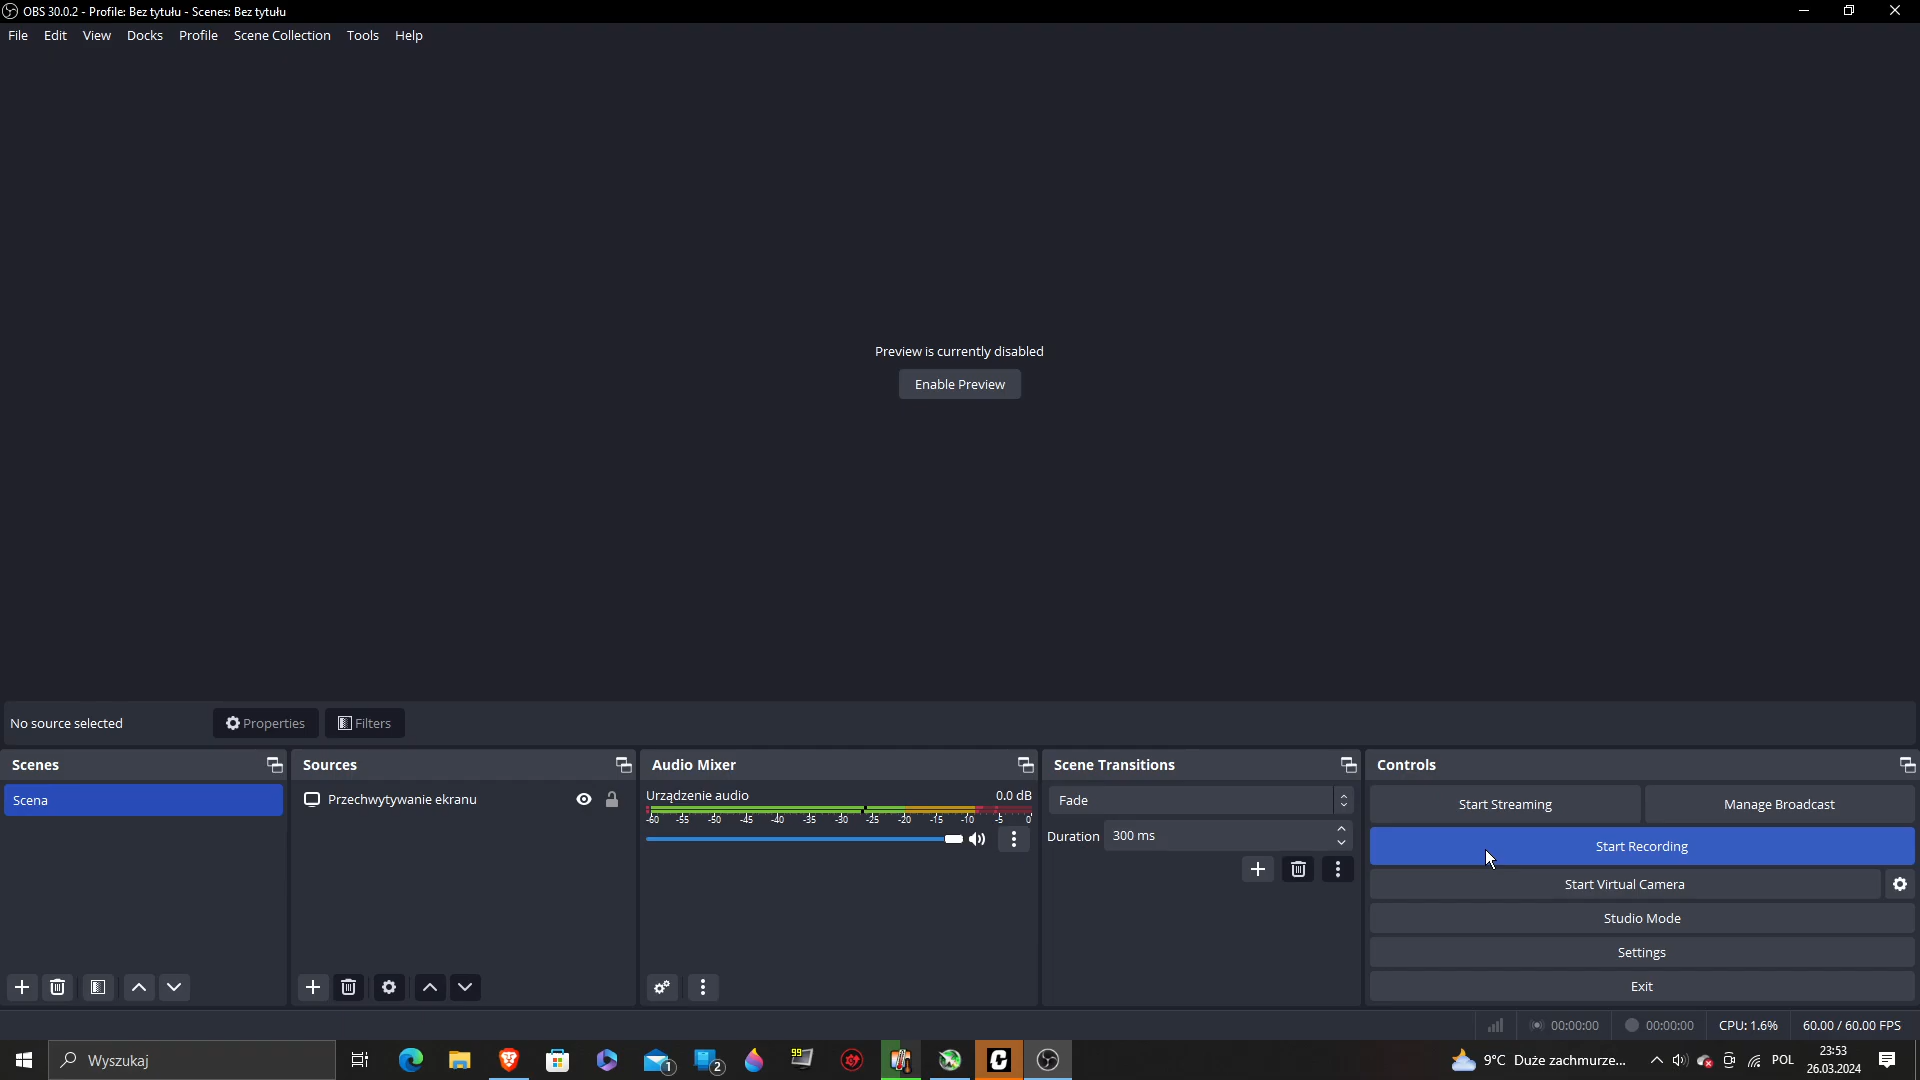 OBS 30.0.2 - Profile: Bez tytułu - Scenes: Bez tytułu
File Edit View Docks Profile Scene Collection Tools Help
Preview is currently disabled
Enable Preview
No source selected Properties Filters
Scenes Sources Audio Mixer Scene Transitions Controls
Scena
Przechwytywanie ekranu
Urządzenie audio 0.0 dB
-60 -55 -50 -45 -40 -35 -30 -25 -20 -15 -10 -5 0
Fade
Duration 300 ms
Start Streaming Manage Broadcast
Start Recording
Start Virtual Camera
Studio Mode
Settings
Exit
00:00:00 00:00:00 CPU: 1.6% 60.00 / 60.00 FPS
Wyszukaj 1 2 99 9°C Duże zachmurze... POL 23:53
26.03.2024